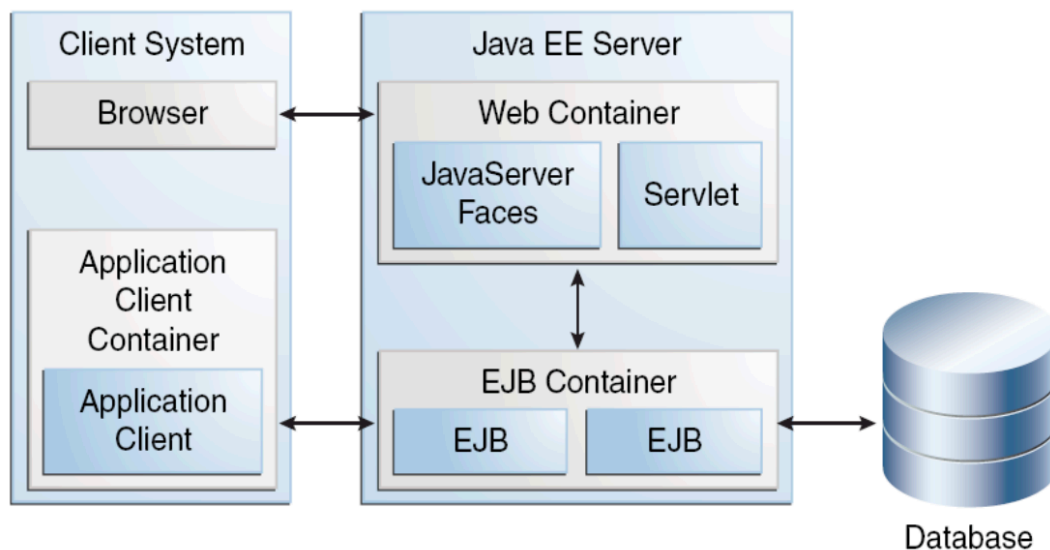 Client System
Browser
Application
Client
Container
Application
Client
Java EE Server
Web Container
JavaServer
Faces
Servlet
EJB Container
EJB
EJB
Database